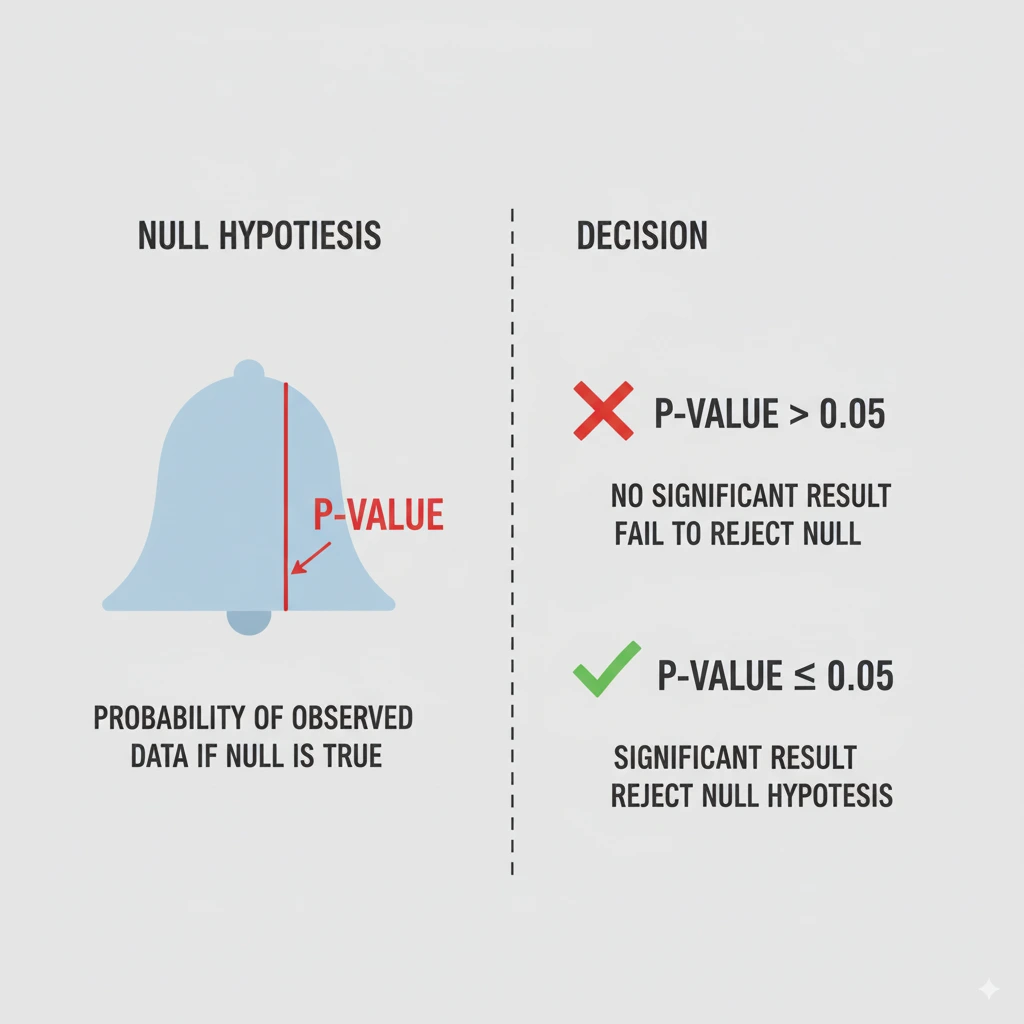 NULL HYPOTIESIS
P-VALUE
PROBABILITY OF OBSERVED
DATA IF NULL IS TRUE
DECISION
P-VALUE > 0.05
NO SIGNIFICANT RESULT
FAIL TO REJECT NULL
P-VALUE ≤ 0.05
SIGNIFICANT RESULT
REJECT NULL HYPOTESIS